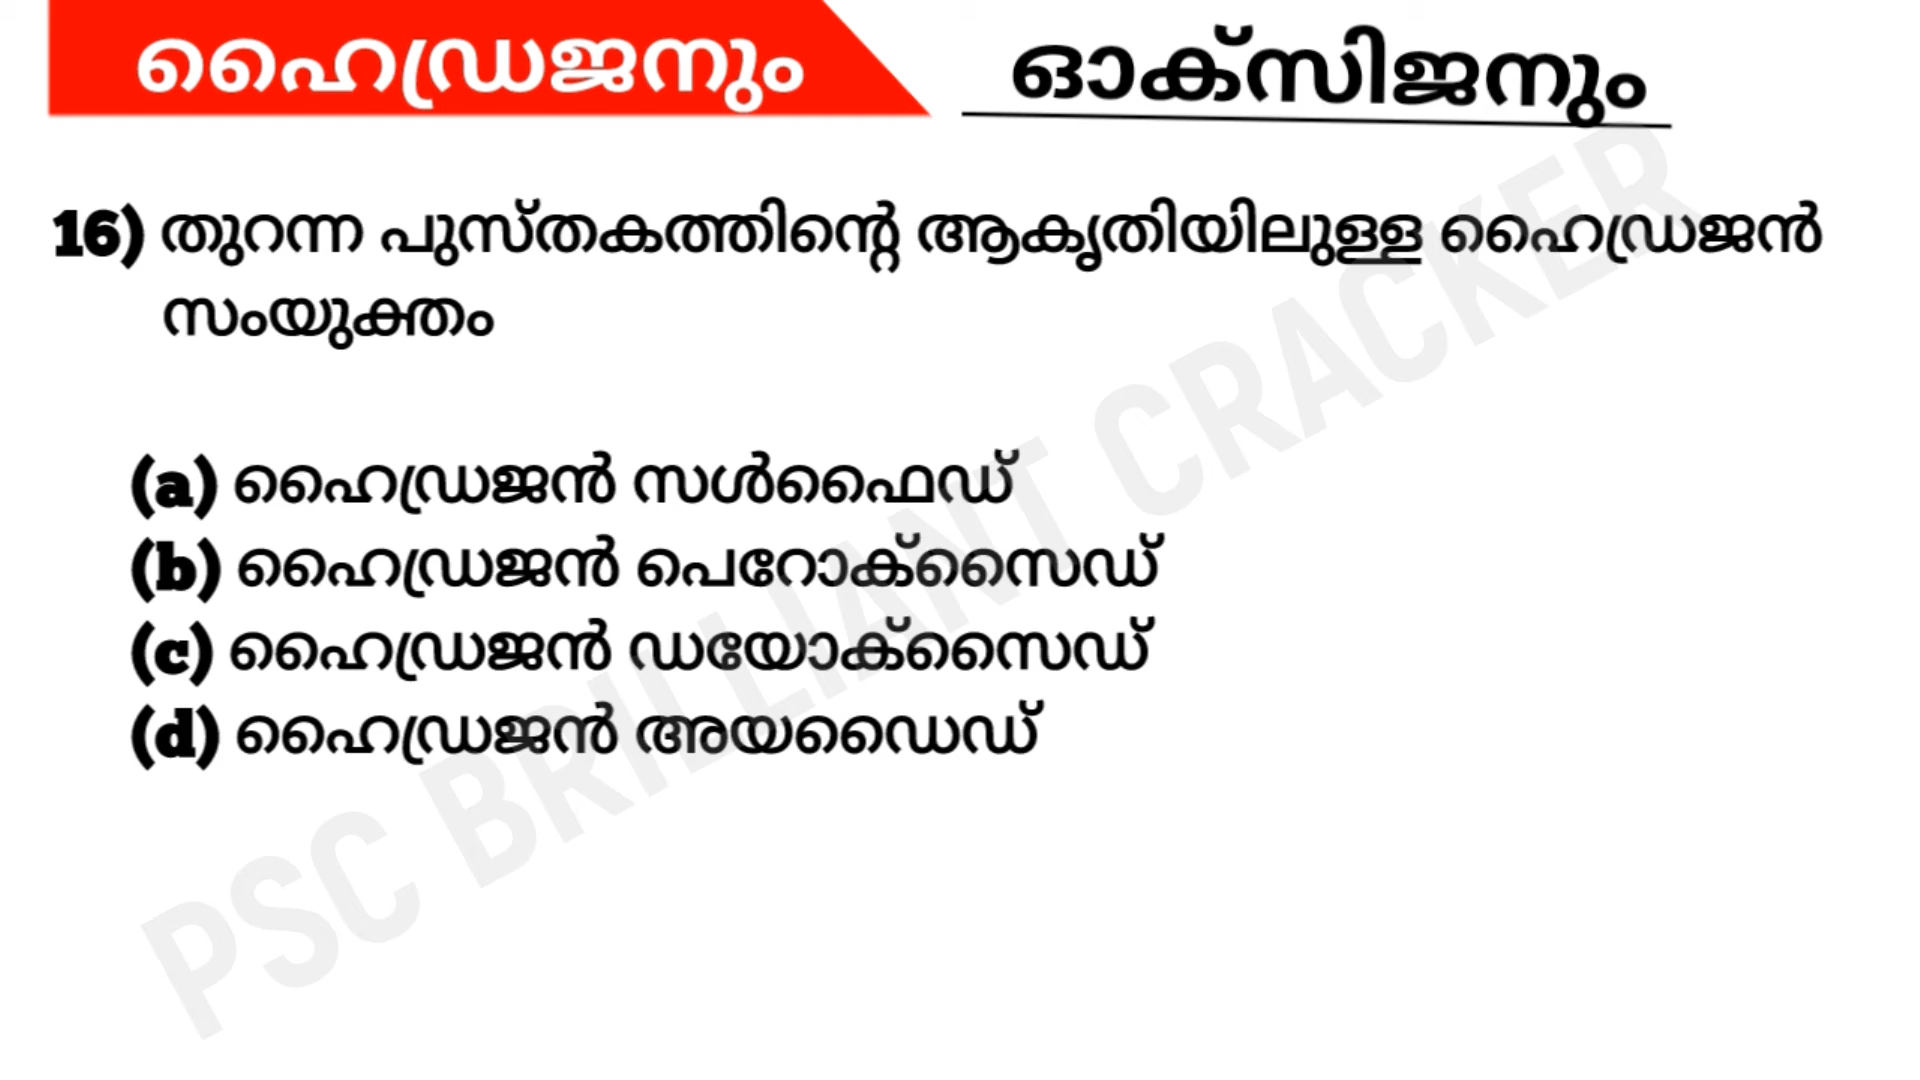 ഹൈഡ്രജനും ഓക്സിജനും
16) തുറന്ന പുസ്തകത്തിന്റെ ആകൃതിയിലുള്ള ഹൈഡ്രജൻ
സംയുക്തം
(a) ഹൈഡ്രജൻ സൾഫൈഡ്
(b) ഹൈഡ്രജൻ പെറോക്സൈഡ്
(c) ഹൈഡ്രജൻ ഡയോക്സൈഡ്
(d) ഹൈഡ്രജൻ അയഡൈഡ്
PSC BRILLIANT CRACKER